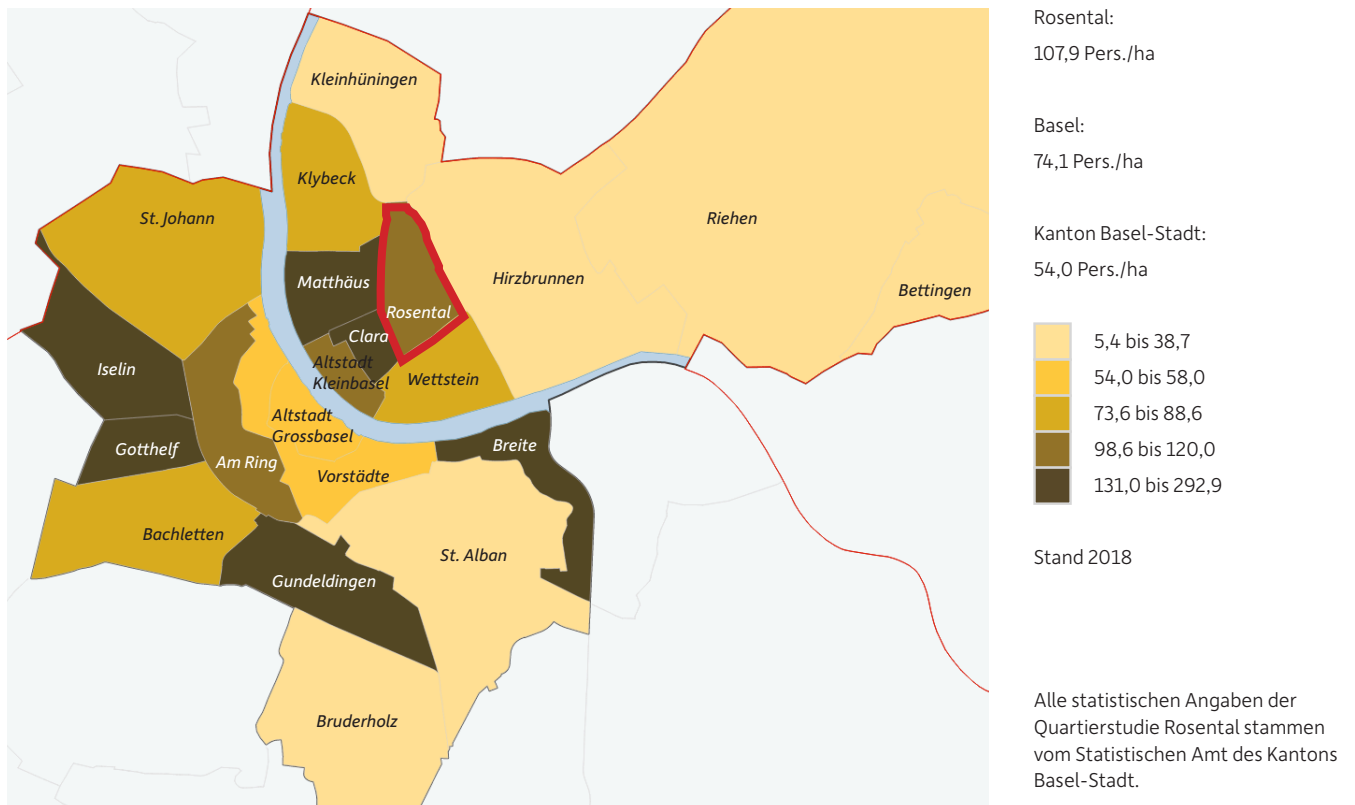 Kleinhüningen
Klybeck
St. Johann
Riehen
Hirzbrunnen
Matthäus
Bettingen
Rosental
Clara
Iselin
Altstadt
Kleinbasel
Wettstein
Altstadt
Grossbasel
Gotthelf
Breite
Am Ring
Vorstädte
Bachletten
St. Alban
Gundeldingen
Bruderholz
Rosental:
107,9 Pers./ha
Basel:
74,1 Pers./ha
Kanton Basel-Stadt:
54,0 Pers./ha
5,4 bis 38,7
54,0 bis 58,0
73,6 bis 88,6
98,6 bis 120,0
131,0 bis 292,9
Stand 2018
Alle statistischen Angaben der
Quartierstudie Rosental stammen
vom Statistischen Amt des Kantons
Basel-Stadt.